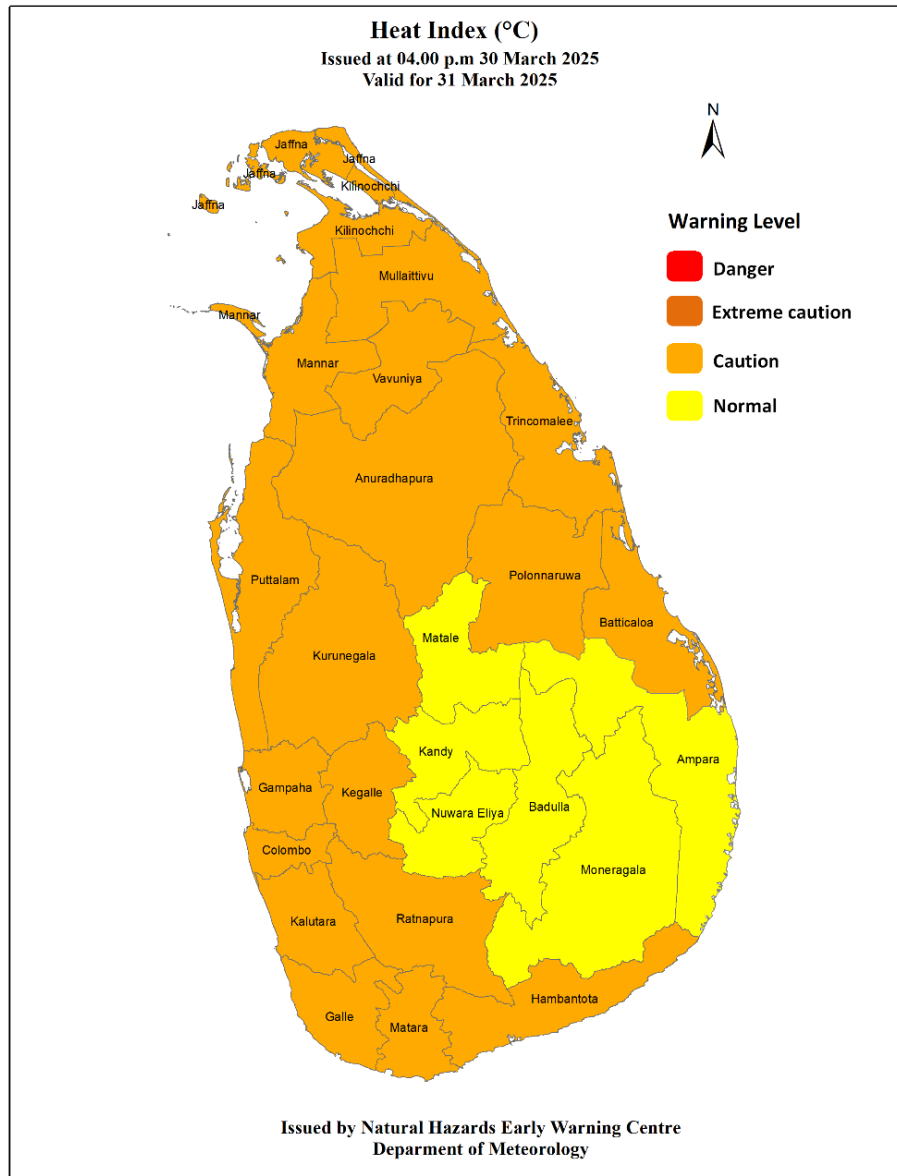 Heat Index (°C)
Issued at 04.00 p.m 30 March 2025
Valid for 31 March 2025
N
Jaffna
Jaffna
Jaffna
Kilinochchi
Jaffna
Kilinochchi
Mullaittivu
Mannar
Mannar
Vavuniya
Trincomalee
Anuradhapura
Puttalam
Polonnaruwa
Batticaloa
Matale
Kurunegala
Kandy
Ampara
Gampaha
Kegalle
Nuwara Eliya
Badulla
Colombo
Moneragala
Kalutara
Ratnapura
Hambantota
Galle
Matara
Warning Level
Danger
Extreme caution
Caution
Normal
Issued by Natural Hazards Early Warning Centre
Deparment of Meteorology